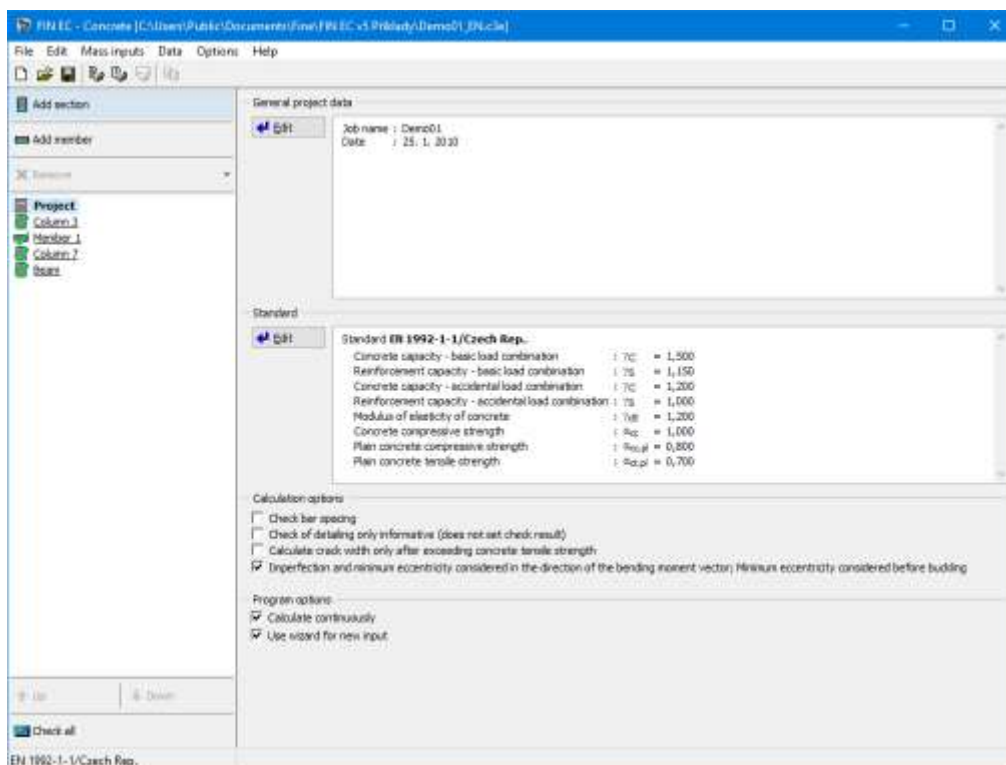 FIN EC - Concrete [C:\Users\Public\Documents\Fine\FIN EC v5 Příklady\Demo01_EN.c3e]
File Edit Mass inputs Data Options Help
Add section
Add member
Remove
Project
Column 3
Member 1
Column 7
Beam
Up Down
Check all
General project data
Edit
Job name : Demo01
Date : 25. 1. 2010
Standard
Edit
Standard EN 1992-1-1/Czech Rep.
Concrete capacity - basic load combination : γC = 1,500
Reinforcement capacity - basic load combination : γS = 1,150
Concrete capacity - accidental load combination : γC = 1,200
Reinforcement capacity - accidental load combination : γS = 1,000
Modulus of elasticity of concrete : γcE = 1,200
Concrete compressive strength : αcc = 1,000
Plain concrete compressive strength : αcc,pl = 0,800
Plain concrete tensile strength : αct,pl = 0,700
Calculation options
Check bar spacing
Check of detailing only informative (does not set check result)
Calculate crack width only after exceeding concrete tensile strength
Imperfection and minimum eccentricity considered in the direction of the bending moment vector; Minimum eccentricity considered before buckling
Program options
Calculate continuously
Use wizard for new input
EN 1992-1-1/Czech Rep.